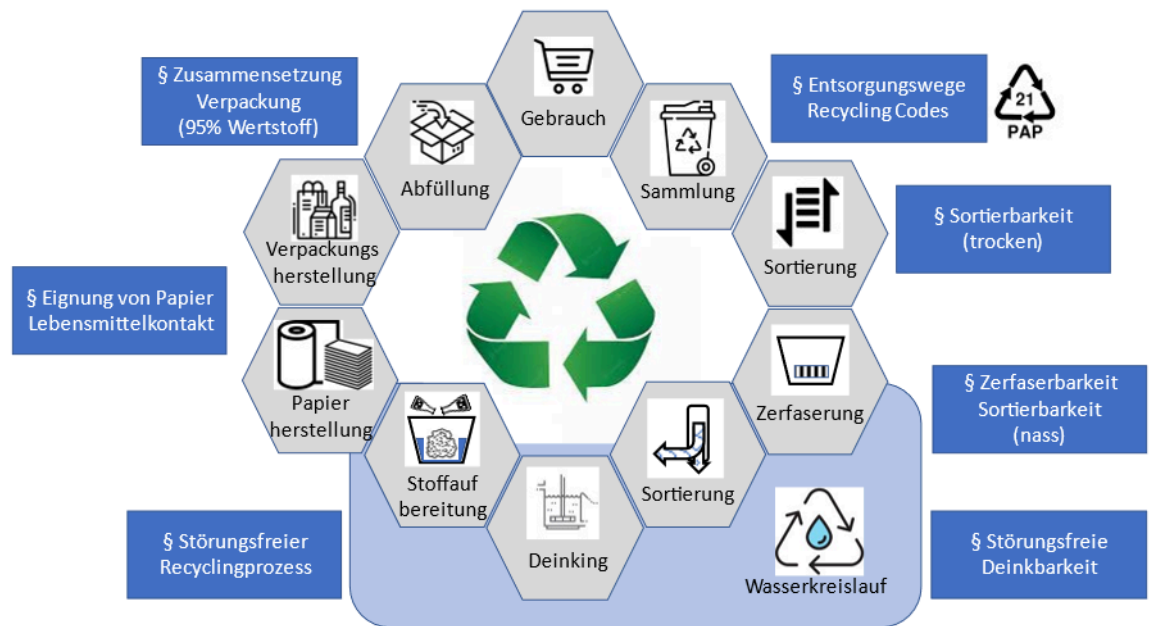 § Zusammensetzung
Verpackung
(95% Wertstoff)
Gebrauch
§ Entsorgungswege
Recycling Codes
21
PAP
Abfüllung
Sammlung
Verpackungs
herstellung
Sortierung
§ Sortierbarkeit
(trocken)
§ Eignung von Papier
Lebensmittelkontakt
Papier
herstellung
Zerfaserung
§ Zerfaserbarkeit
Sortierbarkeit
(nass)
Stoffauf
bereitung
Sortierung
Deinking
Wasserkreislauf
§ Störungsfreier
Recyclingprozess
§ Störungsfreie
Deinkbarkeit